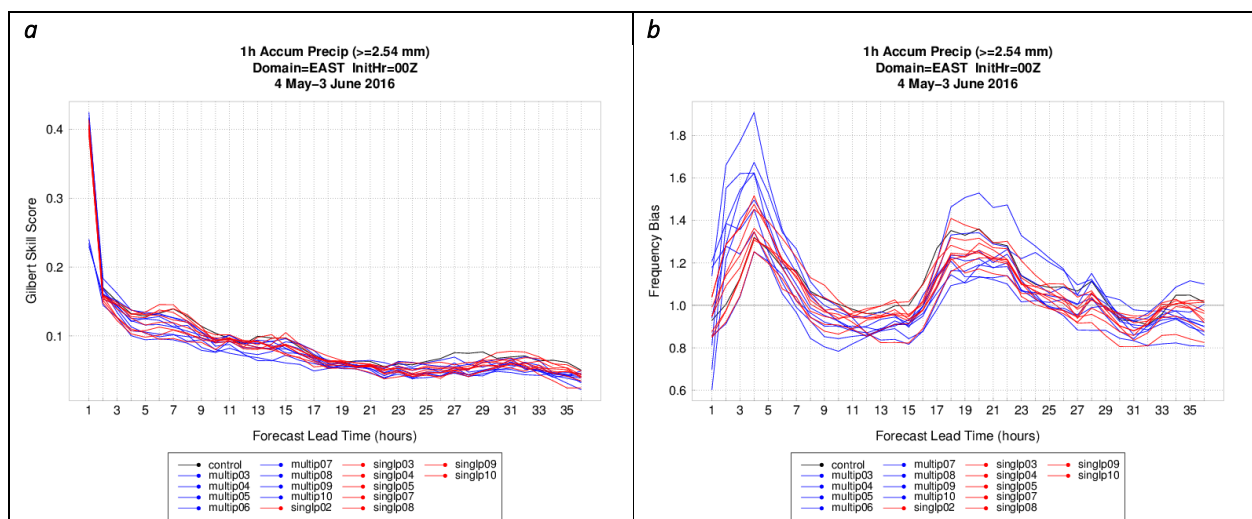 a
1h Accum Precip (>=2.54 mm)
Domain=EAST InitHr=00Z
4 May−3 June 2016
Gilbert Skill Score
0.4
0.3
0.2
0.1
1 3 5 7 9 11 13 15 17 19 21 23 25 27 29 31 33 35
Forecast Lead Time (hours)
control multip07 singlp03 singlp09
multip03 multip08 singlp04 singlp10
multip04 multip09 singlp05
multip05 multip10 singlp07
multip06 singlp02 singlp08
b
1h Accum Precip (>=2.54 mm)
Domain=EAST InitHr=00Z
4 May−3 June 2016
Frequency Bias
1.8
1.6
1.4
1.2
1.0
0.8
0.6
1 3 5 7 9 11 13 15 17 19 21 23 25 27 29 31 33 35
Forecast Lead Time (hours)
control multip07 singlp03 singlp09
multip03 multip08 singlp04 singlp10
multip04 multip09 singlp05
multip05 multip10 singlp07
multip06 singlp02 singlp08